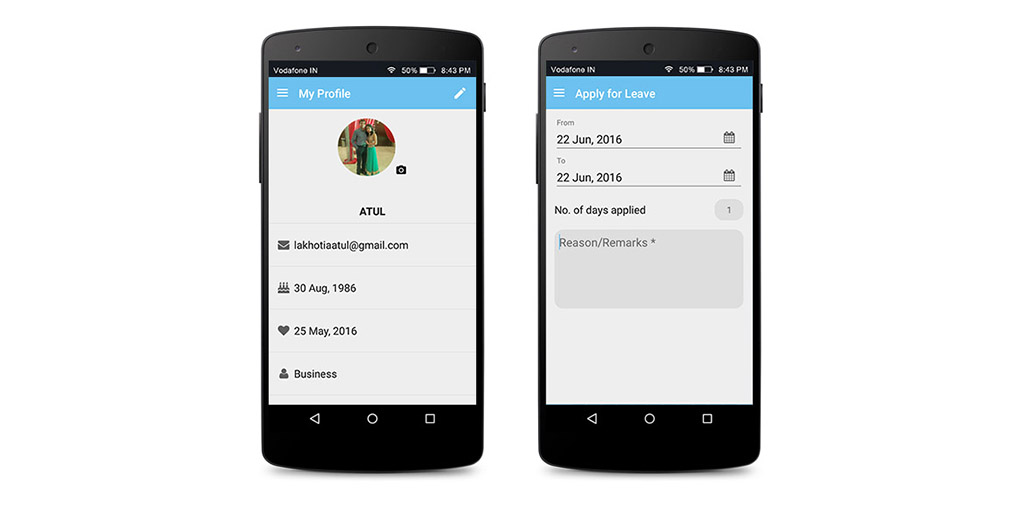 Vodafone IN 50% 8:43 PM
My Profile
ATUL
lakhotiaatul@gmail.com
30 Aug, 1986
25 May, 2016
Business
Vodafone IN 50% 8:43 PM
Apply for Leave
From
22 Jun, 2016
To
22 Jun, 2016
No. of days applied 1
Reason/Remarks *